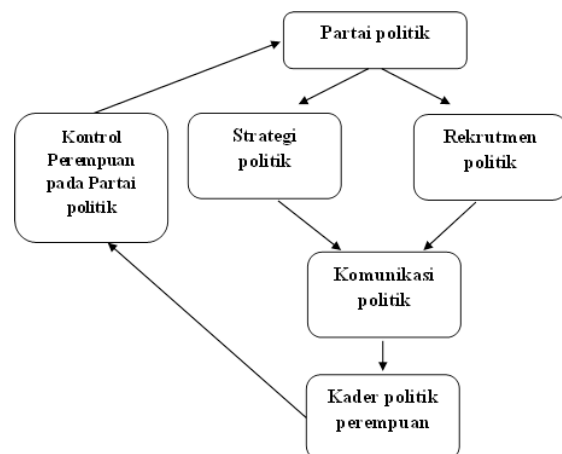 Partai politik
Kontrol
Perempuan
pada Partai
politik
Strategi
politik
Rekrutmen
politik
Komunikasi
politik
Kader politik
perempuan